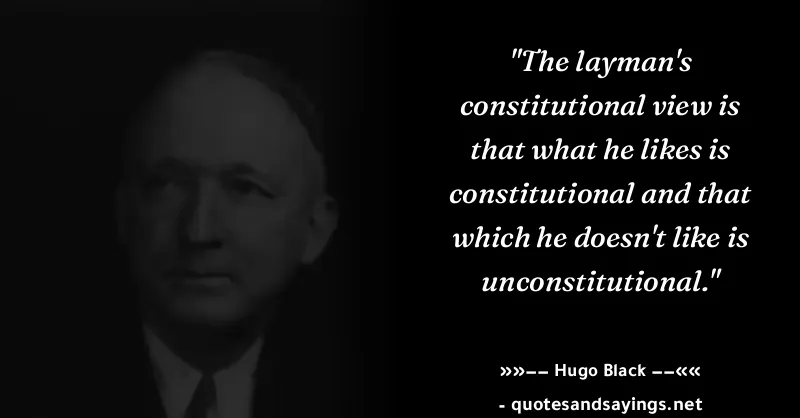 "The layman's
constitutional view is
that what he likes is
constitutional and that
which he doesn't like is
unconstitutional."
»»–– Hugo Black ––««
- quotesandsayings.net